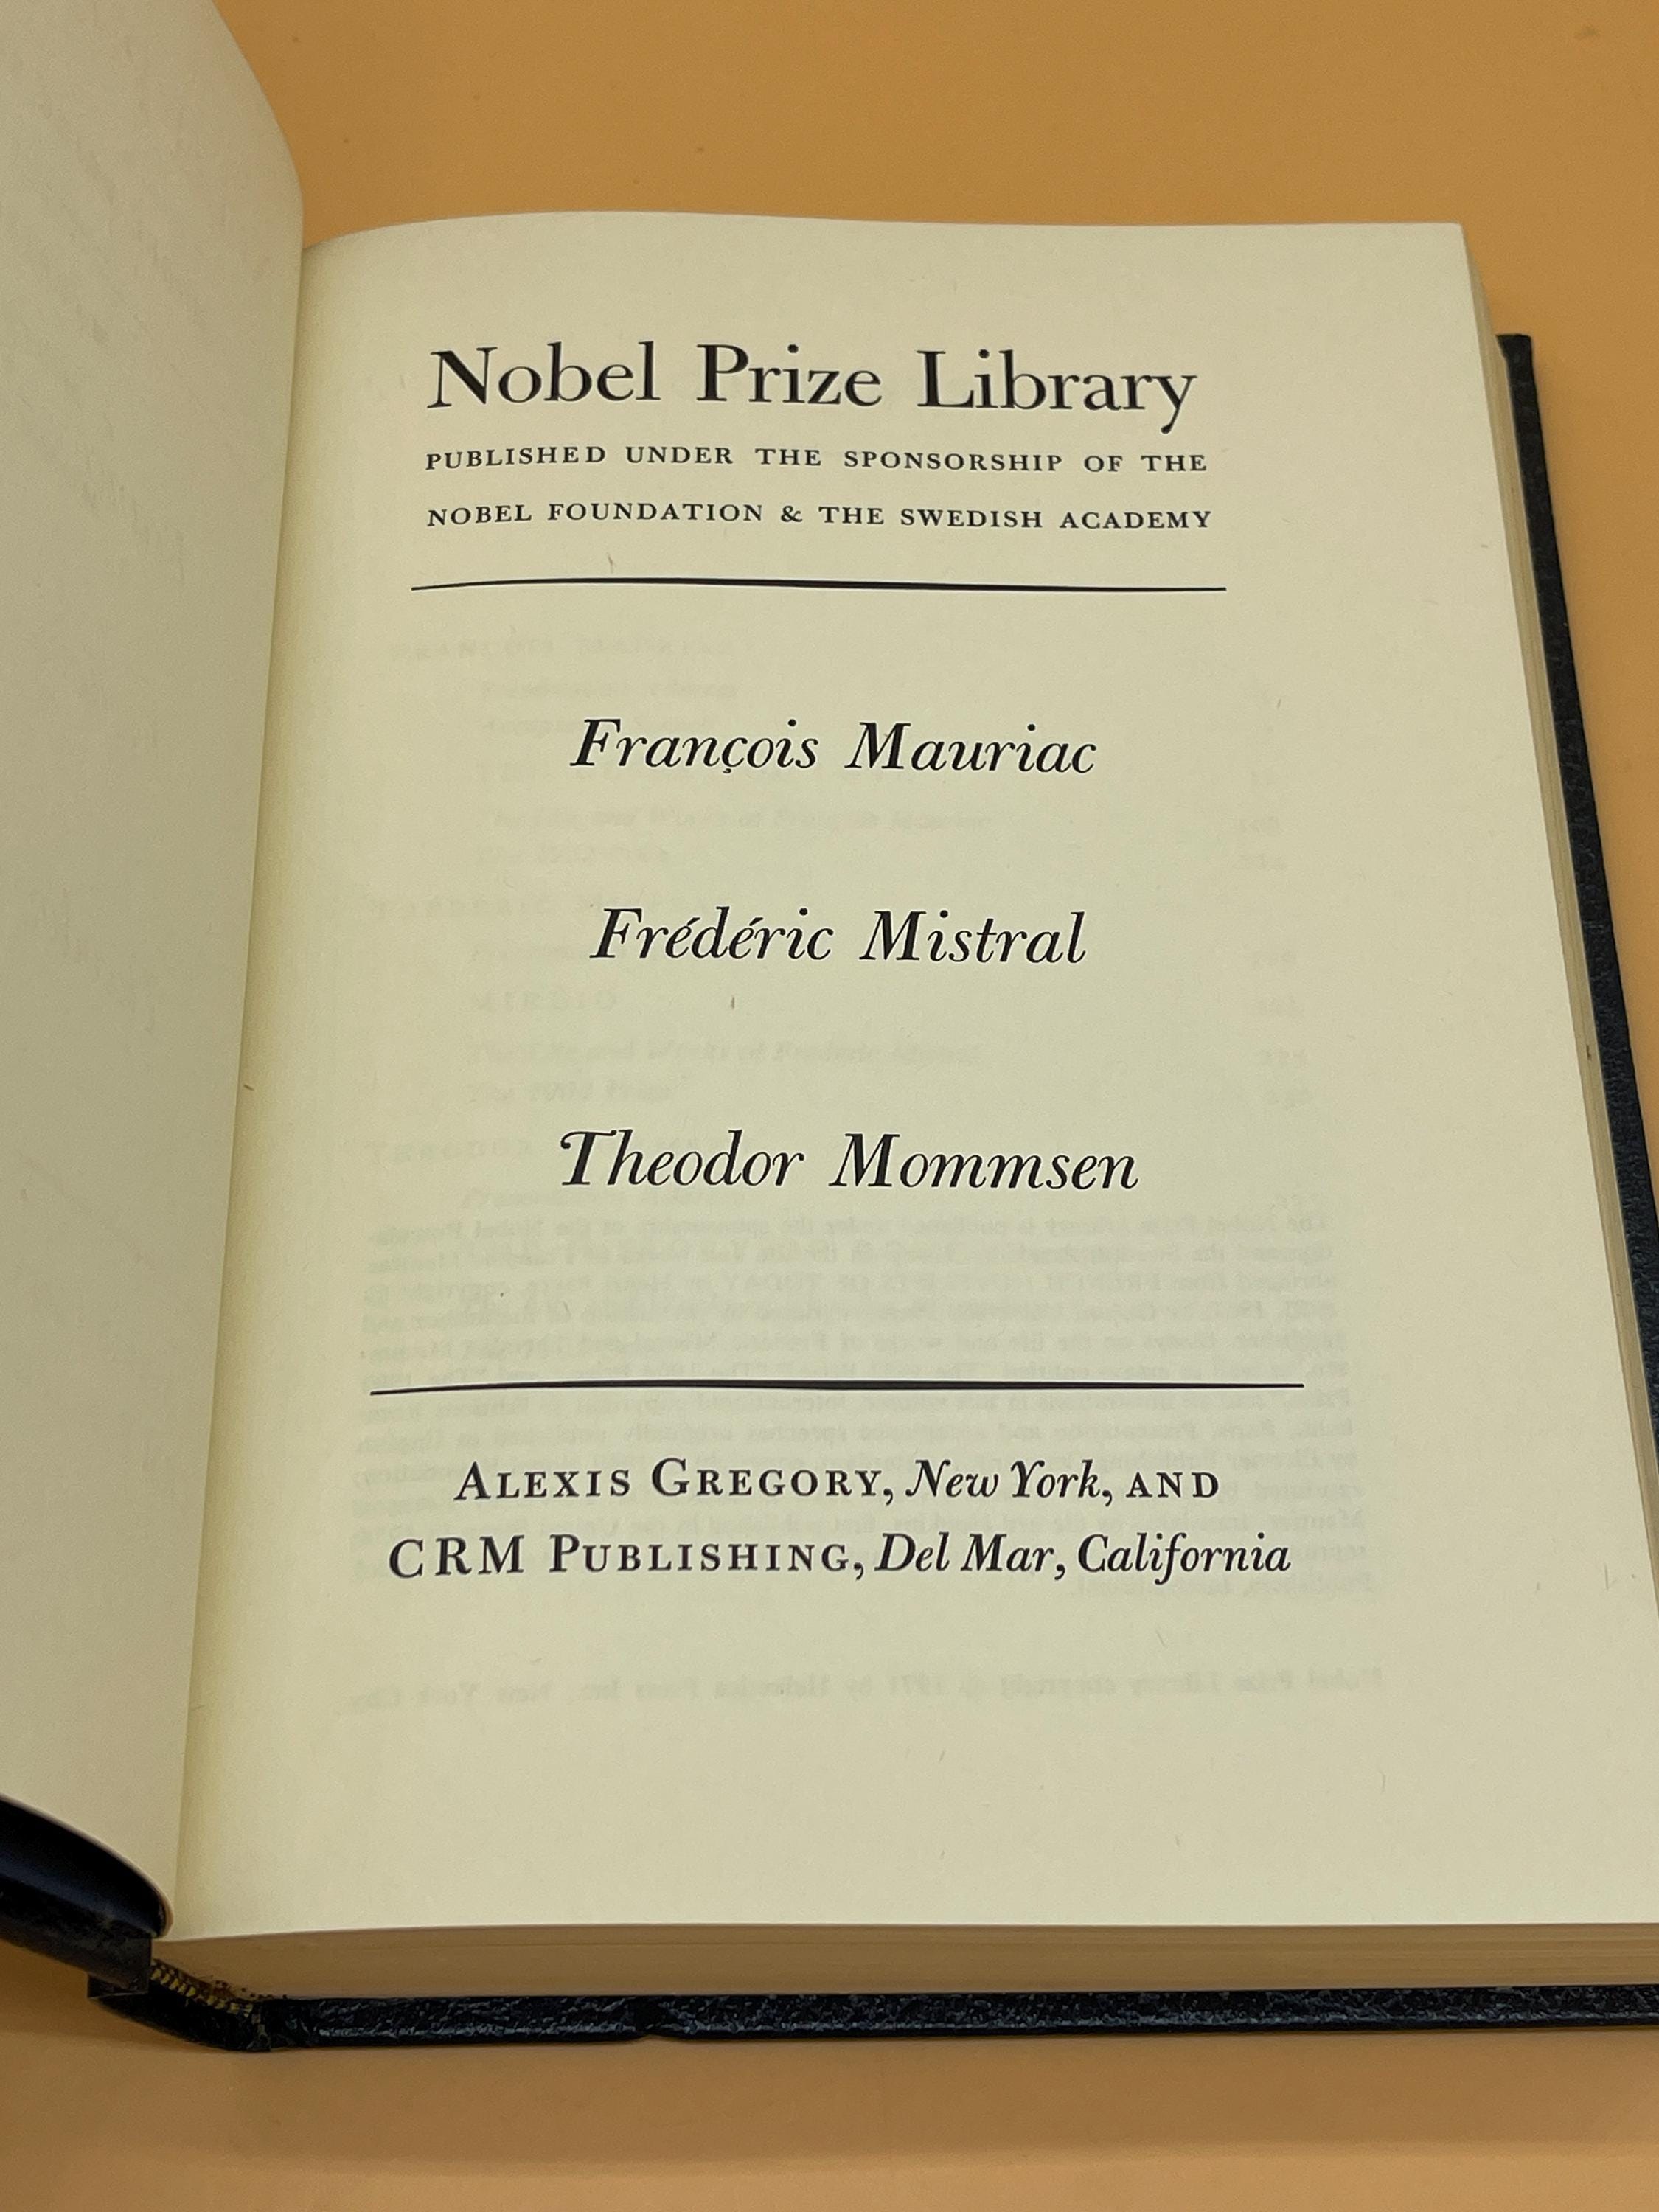 Nobel Prize Library
PUBLISHED UNDER THE SPONSORSHIP OF THE
NOBEL FOUNDATION & THE SWEDISH ACADEMY
François Mauriac
Frédéric Mistral
Theodor Mommsen
ALEXIS GREGORY, New York, AND
CRM PUBLISHING, Del Mar, California